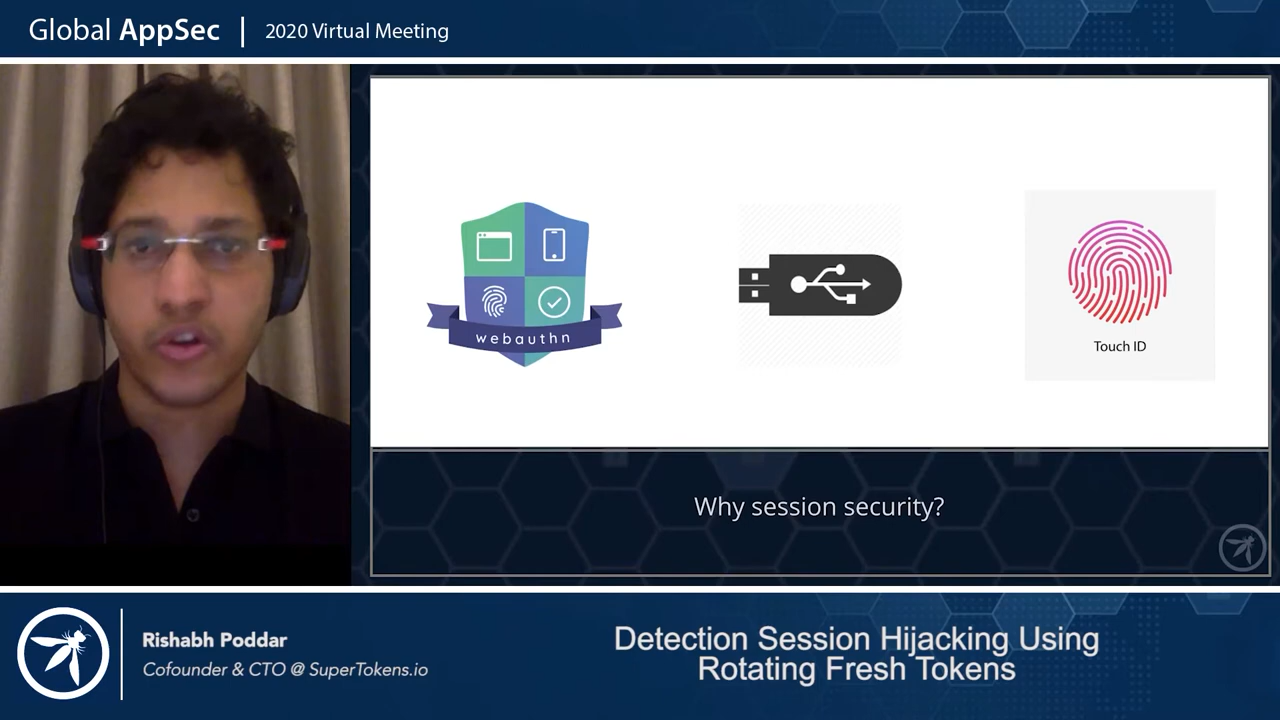 Global AppSec | 2020 Virtual Meeting
webauthn
Touch ID
Why session security?
Rishabh Poddar
Cofounder & CTO @ SuperTokens.io
Detection Session Hijacking Using
Rotating Fresh Tokens